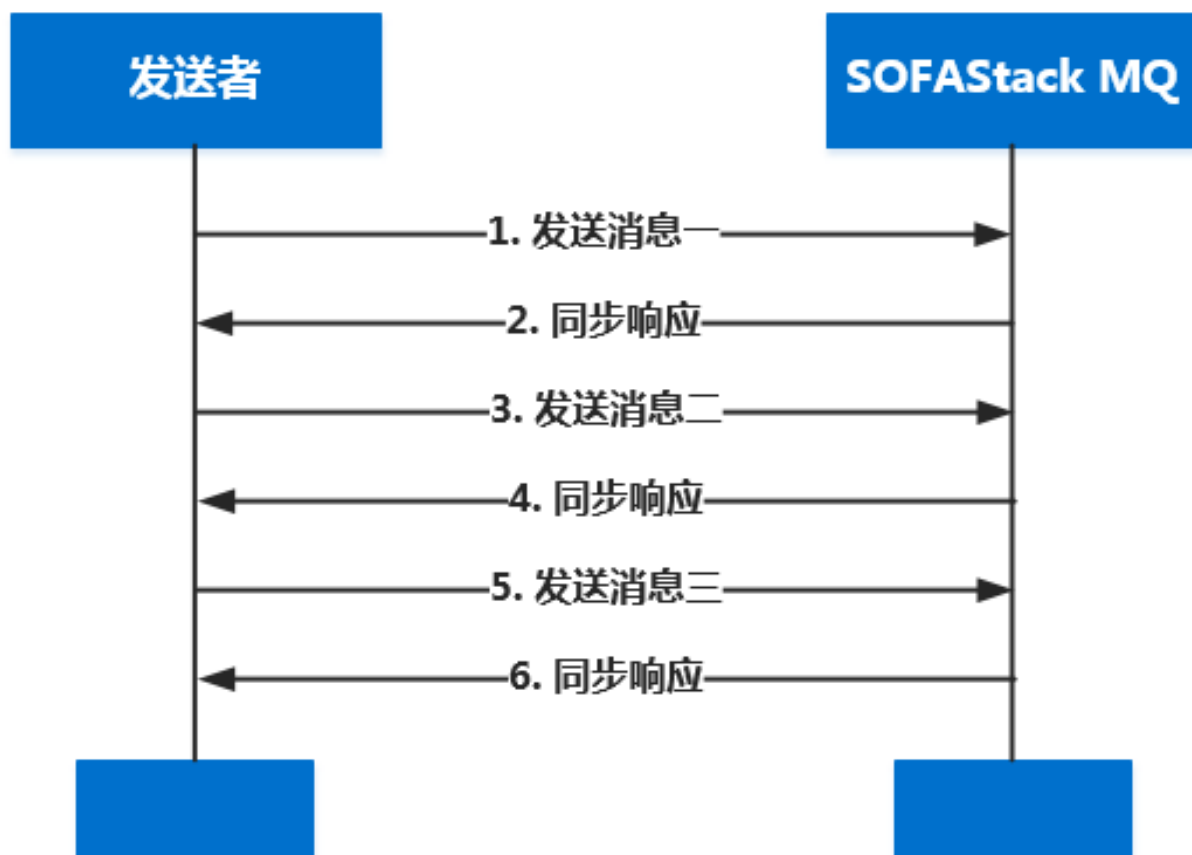 发送者
SOFAStack MQ
1. 发送消息一
2. 同步响应
3. 发送消息二
4. 同步响应
5. 发送消息三
6. 同步响应